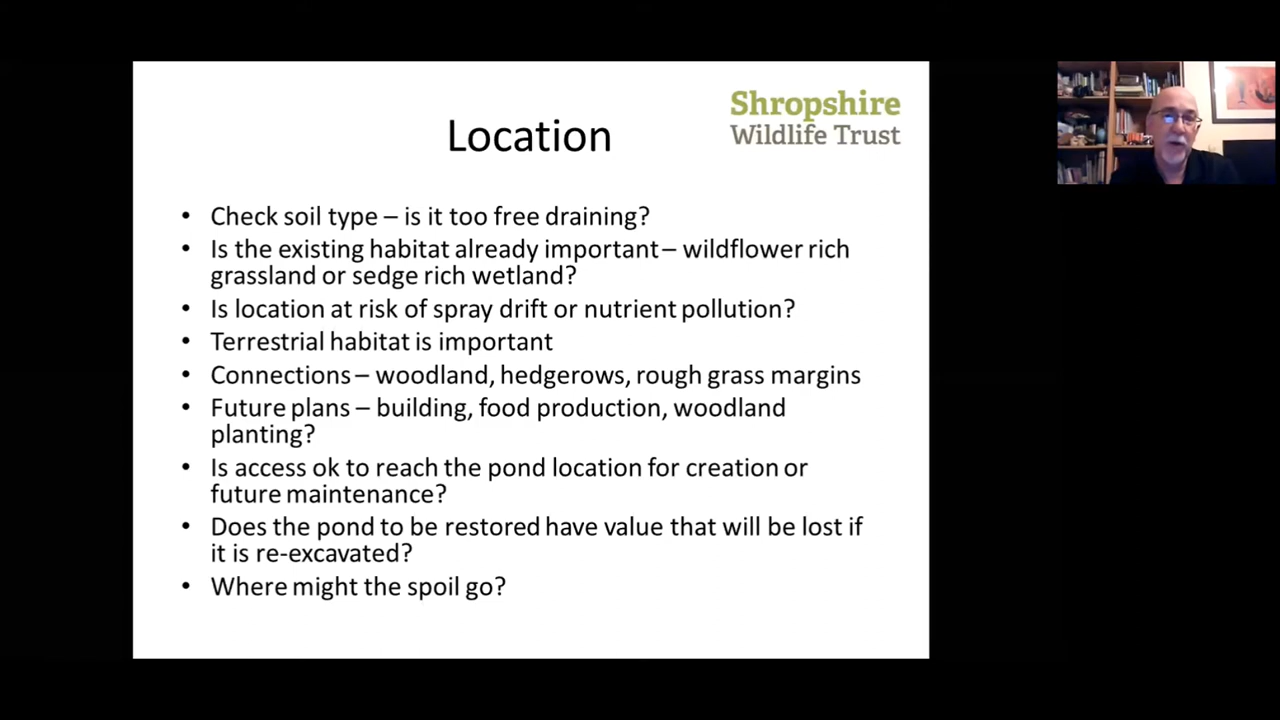 Shropshire
Wildlife Trust
Location
• Check soil type – is it too free draining?
• Is the existing habitat already important – wildflower rich
grassland or sedge rich wetland?
• Is location at risk of spray drift or nutrient pollution?
• Terrestrial habitat is important
• Connections – woodland, hedgerows, rough grass margins
• Future plans – building, food production, woodland
planting?
• Is access ok to reach the pond location for creation or
future maintenance?
• Does the pond to be restored have value that will be lost if
it is re-excavated?
• Where might the spoil go?